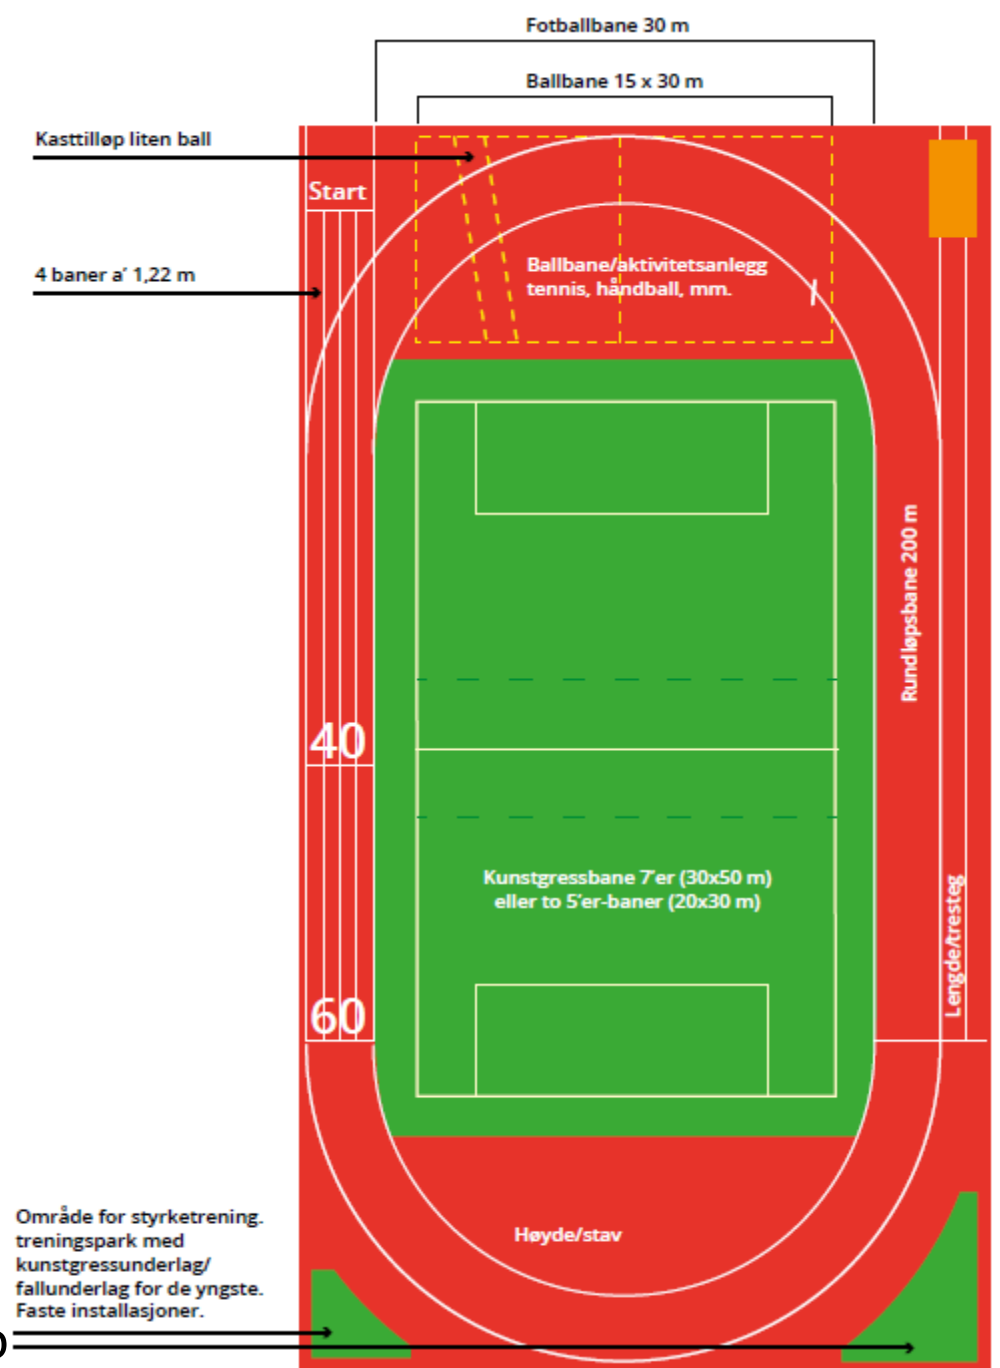 Fotballbane 30 m
Ballbane 15 x 30 m
Kasttilløp liten ball
Start
4 baner a’ 1,22 m
Ballbane/aktivitetsanlegg
tennis, håndball, mm.
Rundløpsbane 200 m
40
Kunstgressbane 7’er (30x50 m)
eller to 5’er-baner (20x30 m)
Lengde/tresteg
60
Område for styrketrening.
treningspark med
kunstgressunderlag/
fallunderlag for de yngste.
Faste installasjoner.
Høyde/stav